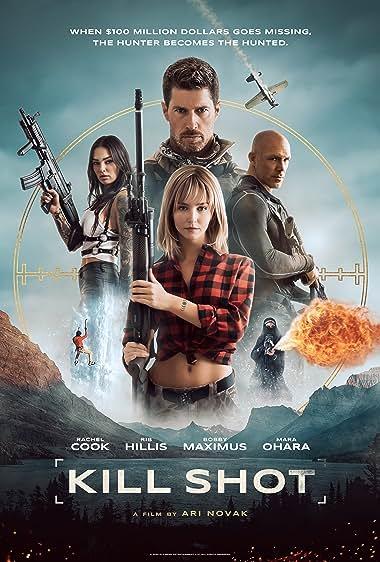 WHEN $100 MILLION DOLLARS GOES MISSING,
THE HUNTER BECOMES THE HUNTED.
RACHEL COOK
RIB HILLIS
BOBBY MAXIMUS
MARA OHARA
KILL SHOT
A FILM BY ARI NOVAK